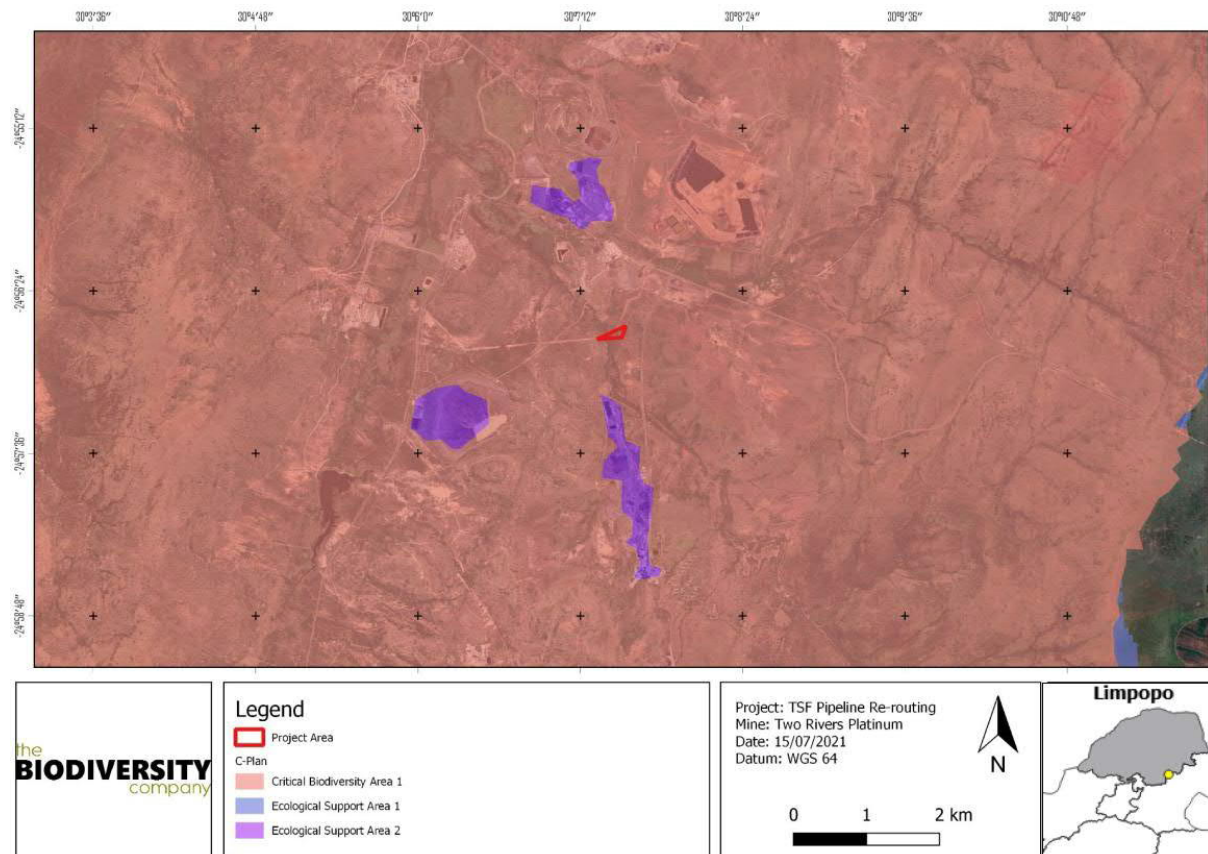 30°3'36" 30°4'48" 30°6'0" 30°7'12" 30°8'24" 30°9'36" 30°10'48"
-24°55'12"
-24°56'24"
-24°57'36"
-24°58'48"
the
BIODIVERSITY
company
Legend
Project Area
C-Plan
Critical Biodiversity Area 1
Ecological Support Area 1
Ecological Support Area 2
Project: TSF Pipeline Re-routing
Mine: Two Rivers Platinum
Date: 15/07/2021
Datum: WGS 64
N
0 1 2 km
Limpopo